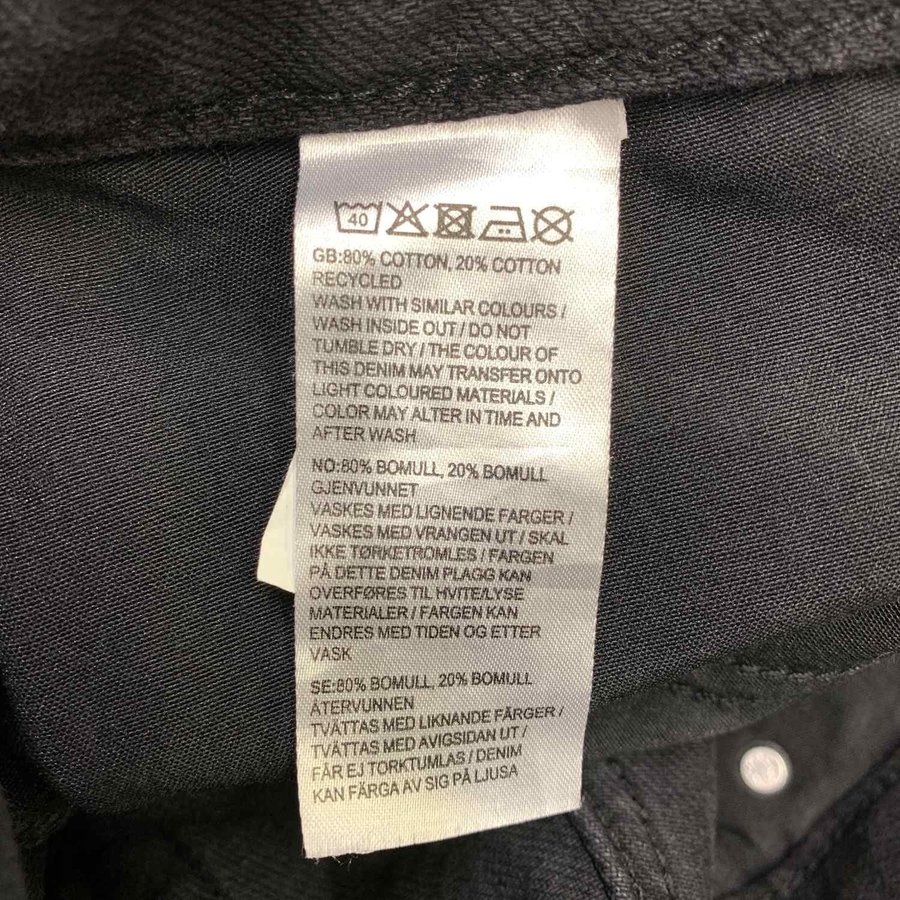 40
GB:80% COTTON, 20% COTTON
RECYCLED
WASH WITH SIMILAR COLOURS /
WASH INSIDE OUT / DO NOT
TUMBLE DRY / THE COLOUR OF
THIS DENIM MAY TRANSFER ONTO
LIGHT COLOURED MATERIALS /
COLOR MAY ALTER IN TIME AND
AFTER WASH
NO:80% BOMULL, 20% BOMULL
GJENVUNNET
VASKES MED LIGNENDE FARGER /
VASKES MED VRANGEN UT / SKAL
IKKE TØRKETROMLES / FARGEN
PÅ DETTE DENIM PLAGG KAN
OVERFØRES TIL HVITE/LYSE
MATERIALER / FARGEN KAN
ENDRES MED TIDEN OG ETTER
VASK
SE:80% BOMULL, 20% BOMULL
ÅTERVUNNEN
TVÄTTAS MED LIKNANDE FÄRGER /
TVÄTTAS MED AVIGSIDAN UT /
FÅR EJ TORKTUMLAS / DENIM
KAN FÄRGA AV SIG PÅ LJUSA